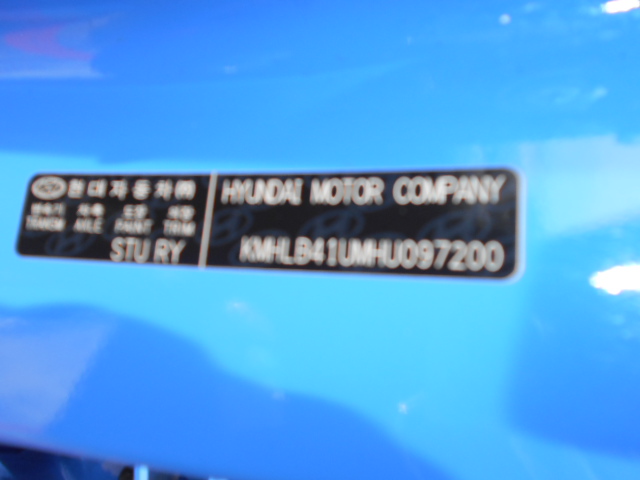 현대자동차㈜
변속기 차축 도장 내장
TRANSM AXLE PAINT TRIM
STU RY
HYUNDAI MOTOR COMPANY
KMHLB41UMHU097200